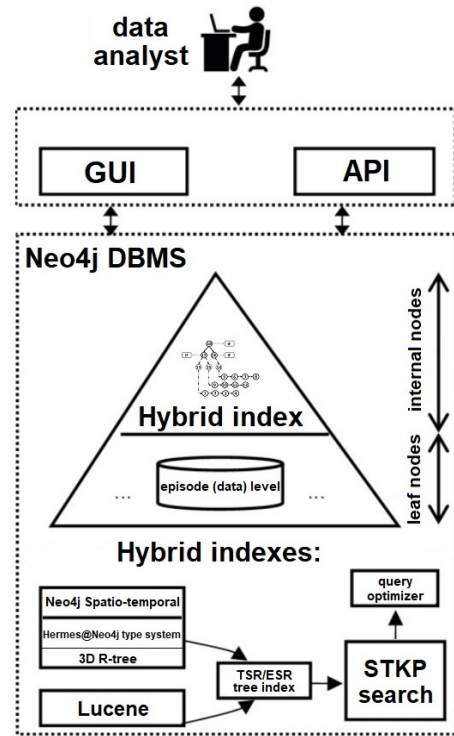 data
analyst
GUI
API
Neo4j DBMS
internal nodes
Hybrid index
episode (data) level
...
...
leaf nodes
Hybrid indexes:
Neo4j Spatio-temporal
Hermes@Neo4j type system
3D R-tree
Lucene
TSR/ESR
tree index
query
optimizer
STKP
search